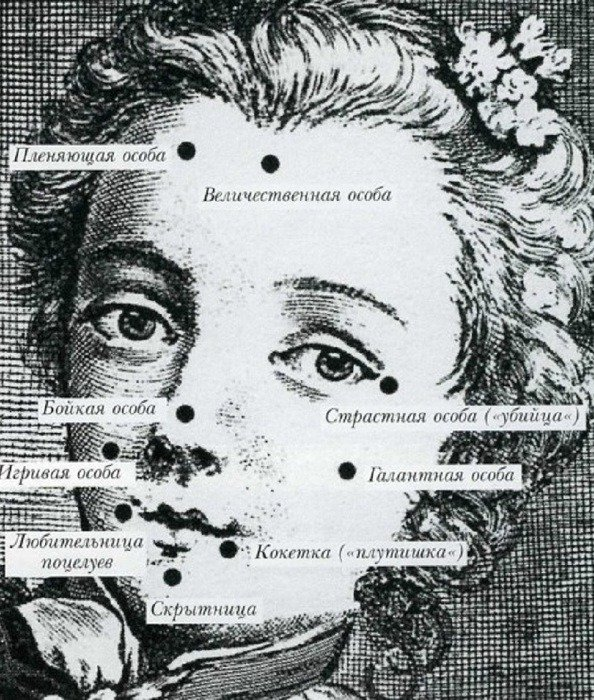 Пленяющая особа
Величественная особа
Бойкая особа
Страстная особа («убийца«)
Игривая особа
Галантная особа
Любительница
поцелуев
Кокетка («плутишка«)
Скрытница